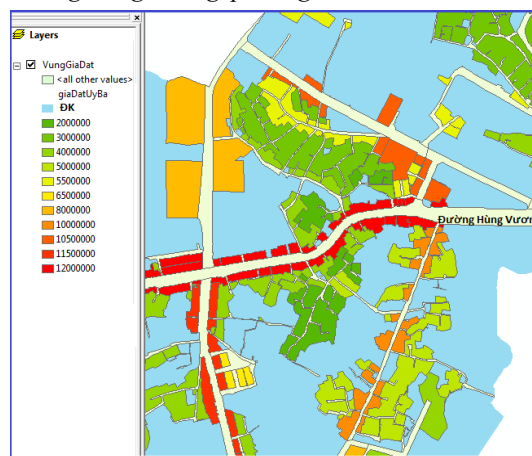 Layers
VungGiaDat
<all other values>
giaDatUyBa
ĐK
2000000
3000000
4000000
5000000
5500000
6500000
8000000
10000000
10500000
11500000
12000000
Đường Hùng Vươn